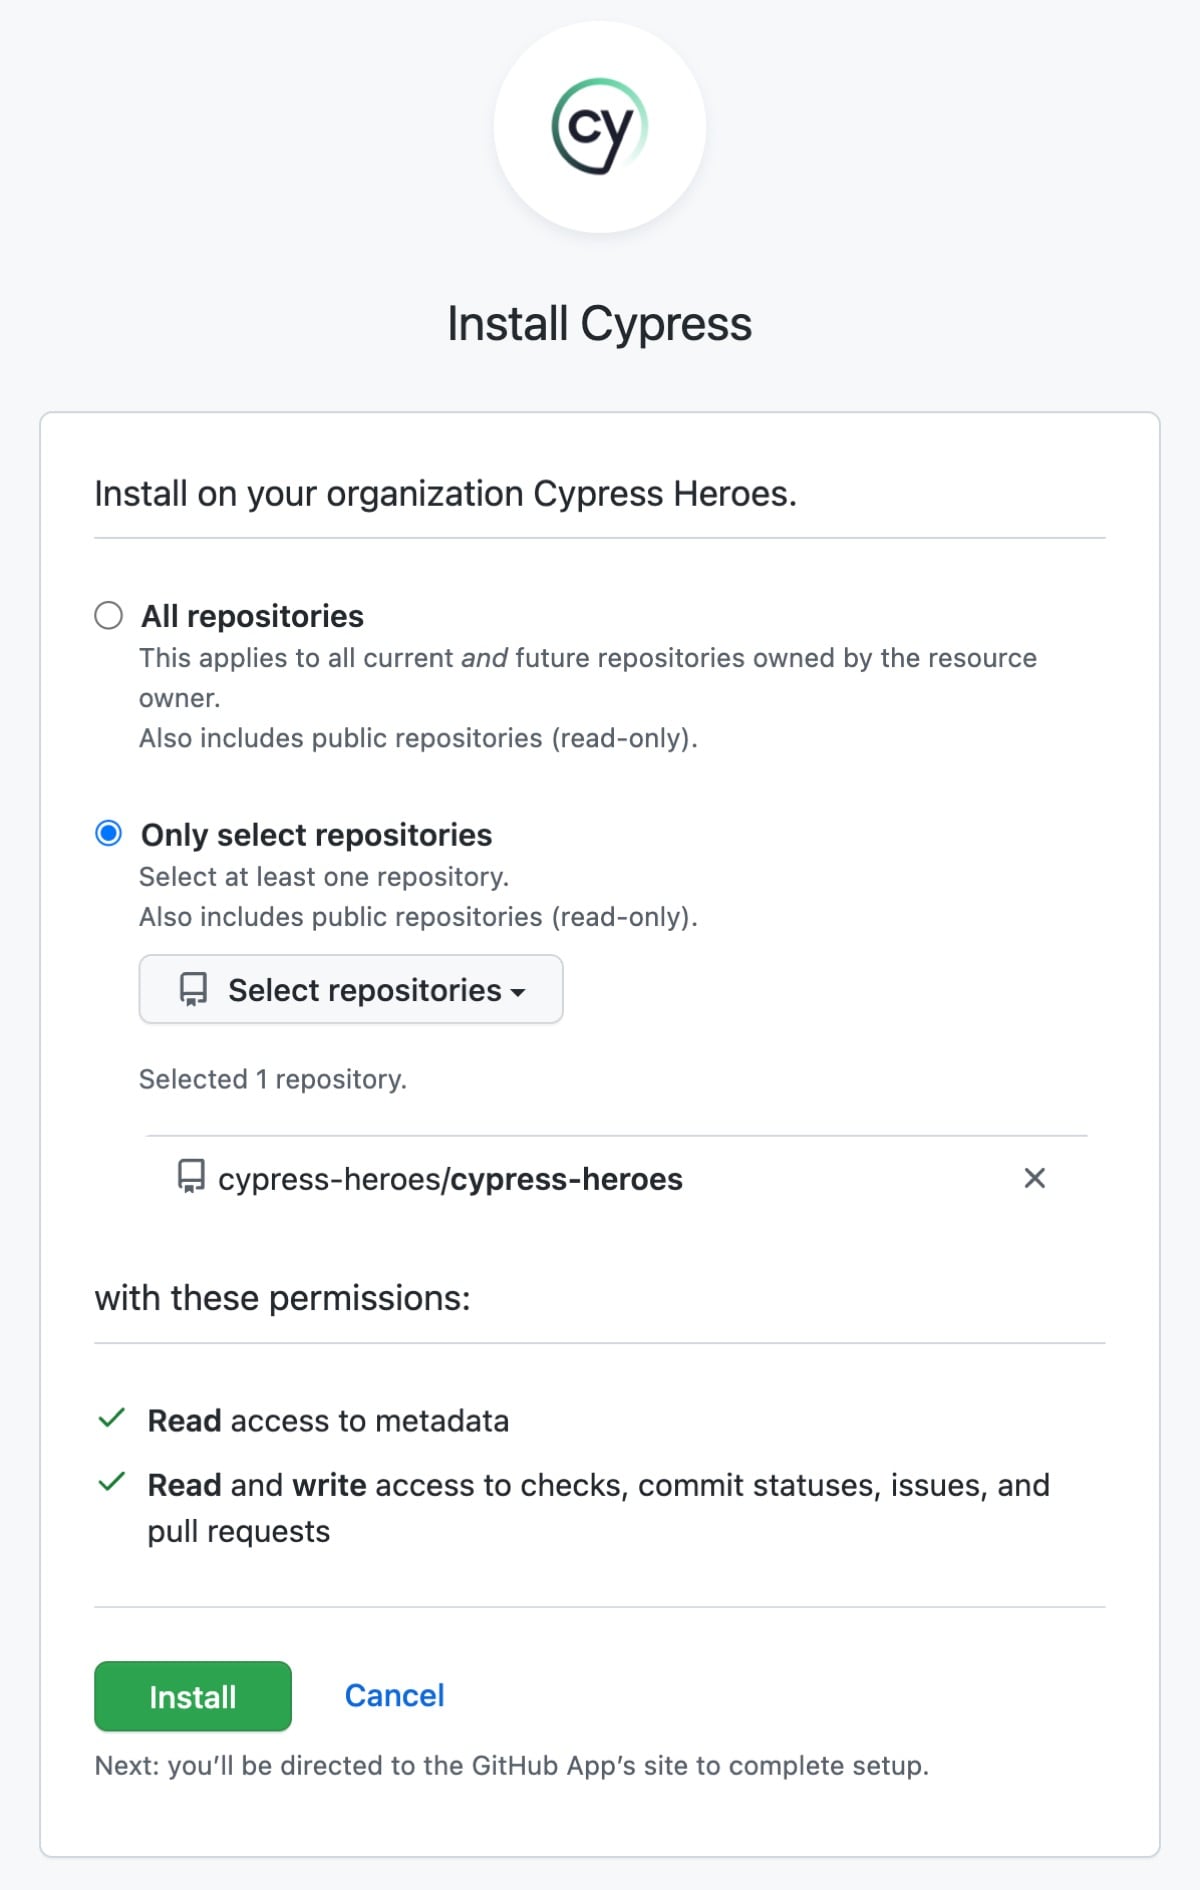 cy
Install Cypress
Install on your organization Cypress Heroes.
All repositories
This applies to all current and future repositories owned by the resource
owner.
Also includes public repositories (read-only).
Only select repositories
Select at least one repository.
Also includes public repositories (read-only).
Select repositories
Selected 1 repository.
cypress-heroes/cypress-heroes
with these permissions:
Read access to metadata
Read and write access to checks, commit statuses, issues, and
pull requests
Install Cancel
Next: you’ll be directed to the GitHub App’s site to complete setup.